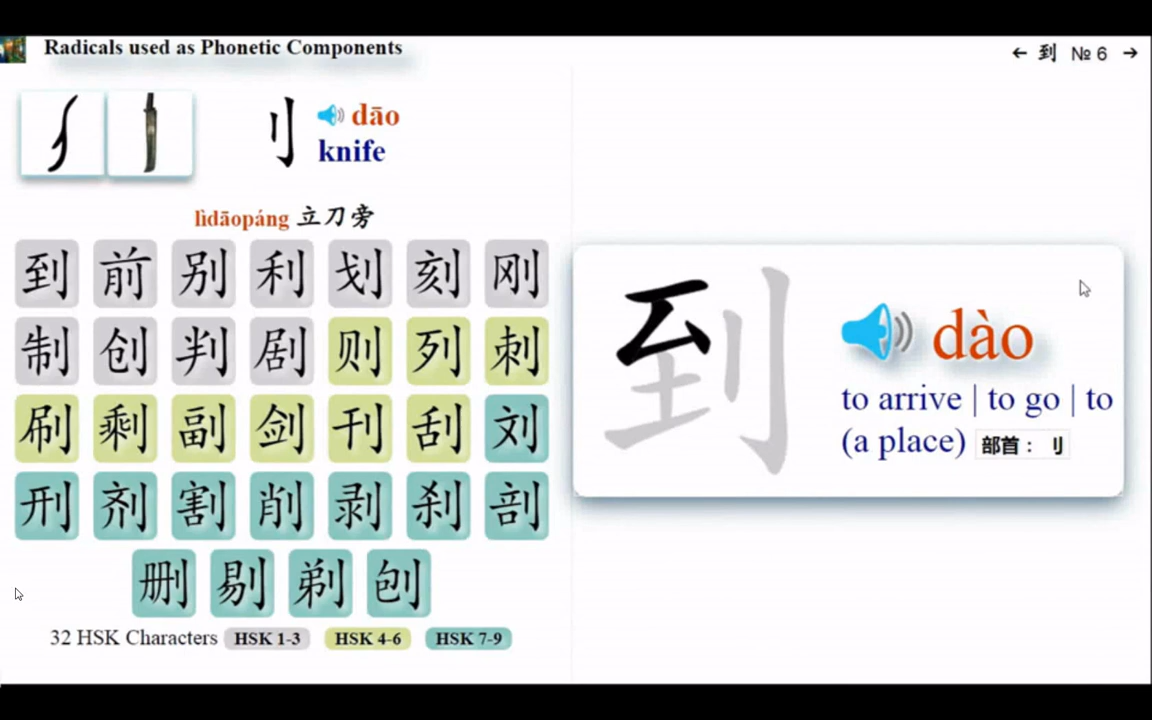 Radicals used as Phonetic Components
← 到 № 6 →
刂 dāo
knife
lìdāopáng 立刀旁
到 前 别 利 划 刻 刚
制 创 判 剧 则 列 刺
刷 剩 副 剑 刊 刮 刘
刑 剂 割 削 剥 刹 剖
删 剔 剃 刨
32 HSK Characters HSK 1-3 HSK 4-6 HSK 7-9
到 dào
to arrive | to go | to
(a place) 部首： 刂